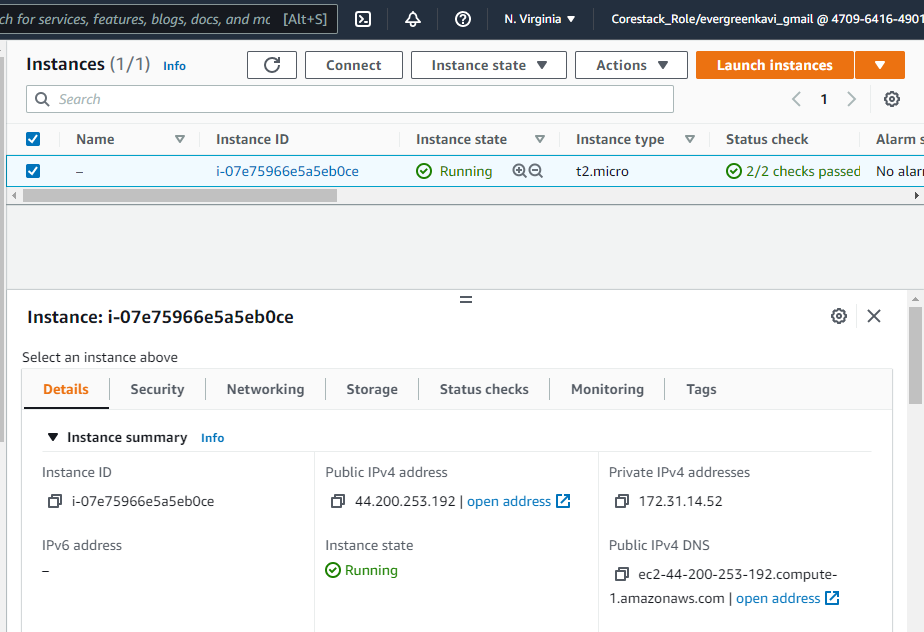 ch for services, features, blogs, docs, and mc [Alt+S] N. Virginia ▼ Corestack_Role/evergreenkavi_gmail @ 4709-6416-4901
Instances (1/1) Info Connect Instance state ▼ Actions ▼ Launch instances ▼
Search 1
Name Instance ID Instance state Instance type Status check Alarm s
– i-07e75966e5a5eb0ce Running t2.micro 2/2 checks passed No alar
Instance: i-07e75966e5a5eb0ce
Select an instance above
Details Security Networking Storage Status checks Monitoring Tags
▼ Instance summary Info
Instance ID Public IPv4 address Private IPv4 addresses
i-07e75966e5a5eb0ce 44.200.253.192 | open address 172.31.14.52
IPv6 address Instance state Public IPv4 DNS
– Running ec2-44-200-253-192.compute-
1.amazonaws.com | open address